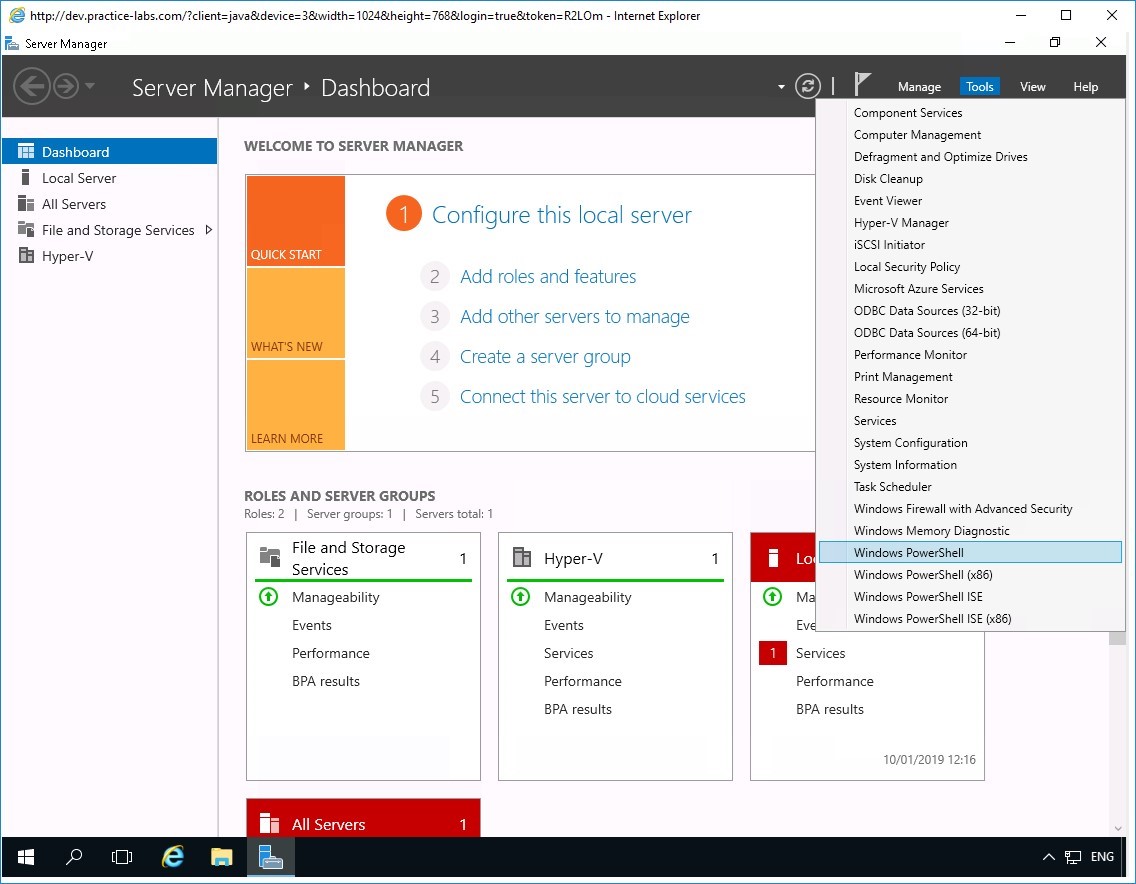 http://dev.practice-labs.com/?client=java&device=3&width=1024&height=768&login=true&token=R2LOm - Internet Explorer
Server Manager
Server Manager ‣ Dashboard
Manage
Tools
View
Help
Dashboard
Local Server
All Servers
File and Storage Services
Hyper-V
WELCOME TO SERVER MANAGER
QUICK START
WHAT'S NEW
LEARN MORE
1 Configure this local server
2 Add roles and features
3 Add other servers to manage
4 Create a server group
5 Connect this server to cloud services
Component Services
Computer Management
Defragment and Optimize Drives
Disk Cleanup
Event Viewer
Hyper-V Manager
iSCSI Initiator
Local Security Policy
Microsoft Azure Services
ODBC Data Sources (32-bit)
ODBC Data Sources (64-bit)
Performance Monitor
Print Management
Resource Monitor
Services
System Configuration
System Information
Task Scheduler
Windows Firewall with Advanced Security
Windows Memory Diagnostic
Windows PowerShell
Windows PowerShell (x86)
Windows PowerShell ISE
Windows PowerShell ISE (x86)
ROLES AND SERVER GROUPS
Roles: 2 | Server groups: 1 | Servers total: 1
File and Storage
Services
1
Manageability
Events
Performance
BPA results
Hyper-V 1
Manageability
Events
Services
Performance
BPA results
Lo
Ma
Eve
1 Services
Performance
BPA results
10/01/2019 12:16
All Servers 1
ENG